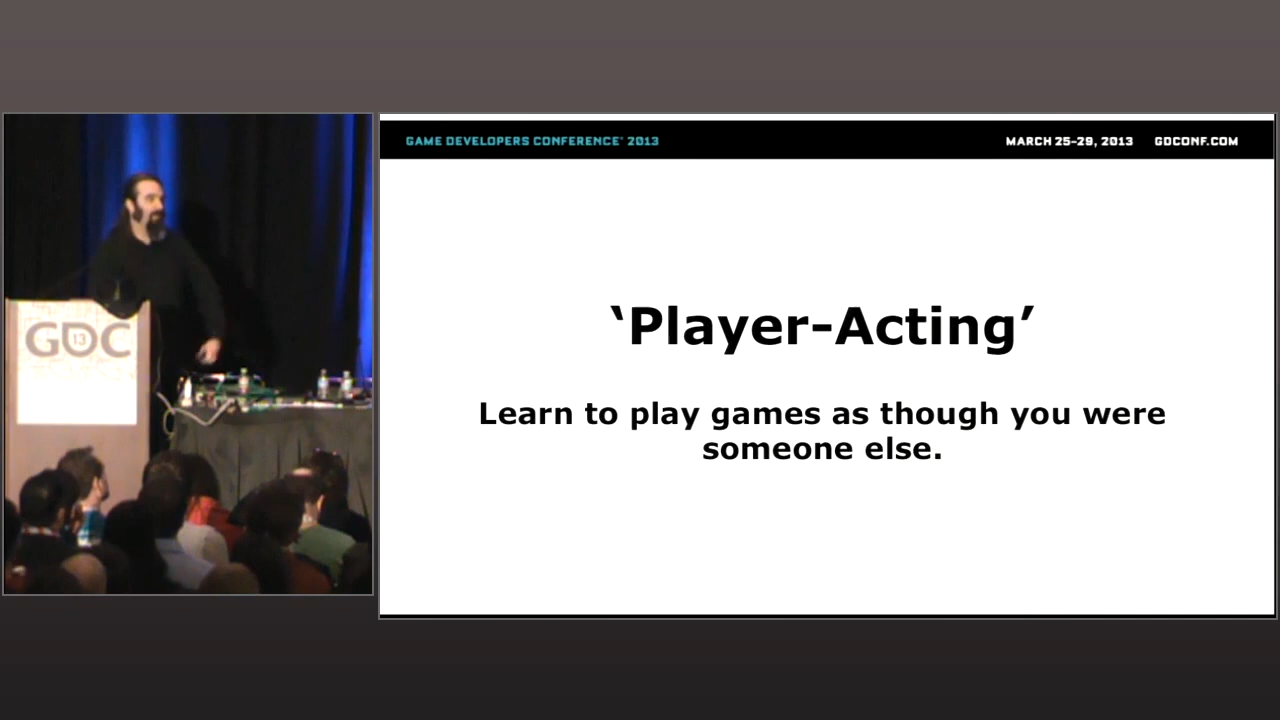 GAME DEVELOPERS CONFERENCE® 2013
MARCH 25-29, 2013 GDCONF.COM
GDC
13
‘Player-Acting’
Learn to play games as though you were
someone else.